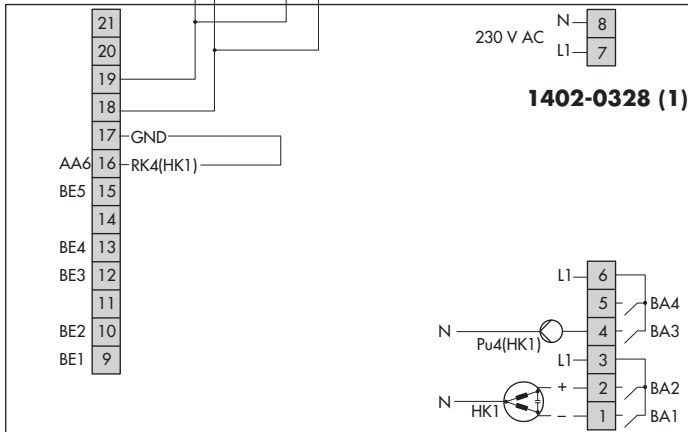 21
20
19
18
17 GND
AA6 16 RK4(HK1)
BE5 15
14
BE4 13
BE3 12
11
BE2 10
BE1 9
230 V AC
N 8
L1 7
1402-0328 (1)
L1 6
5 BA4
N Pu4(HK1) 4 BA3
L1 3
+ 2 BA2
N HK1 – 1 BA1